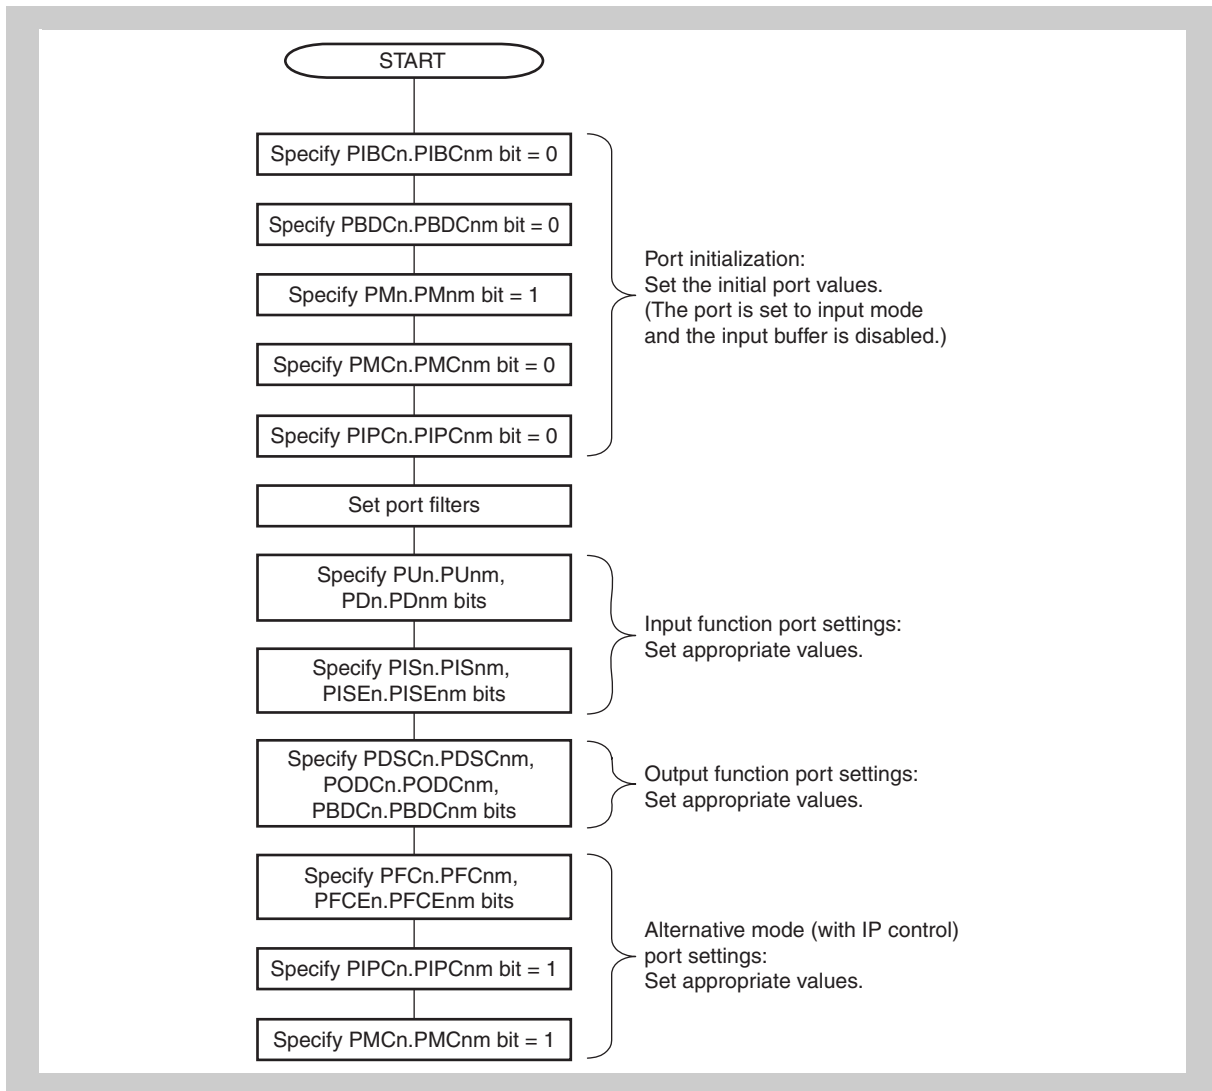 START
Specify PIBCn.PIBCnm bit = 0
Specify PBDCn.PBDCnm bit = 0
Specify PMn.PMnm bit = 1
Specify PMCn.PMCnm bit = 0
Specify PIPCn.PIPCnm bit = 0
Port initialization:
Set the initial port values.
(The port is set to input mode
and the input buffer is disabled.)
Set port filters
Specify PUn.PUnm,
PDn.PDnm bits
Specify PISn.PISnm,
PISEn.PISEnm bits
Input function port settings:
Set appropriate values.
Specify PDSCn.PDSCnm,
PODCn.PODCnm,
PBDCn.PBDCnm bits
Output function port settings:
Set appropriate values.
Specify PFCn.PFCnm,
PFCEn.PFCEnm bits
Specify PIPCn.PIPCnm bit = 1
Specify PMCn.PMCnm bit = 1
Alternative mode (with IP control)
port settings:
Set appropriate values.